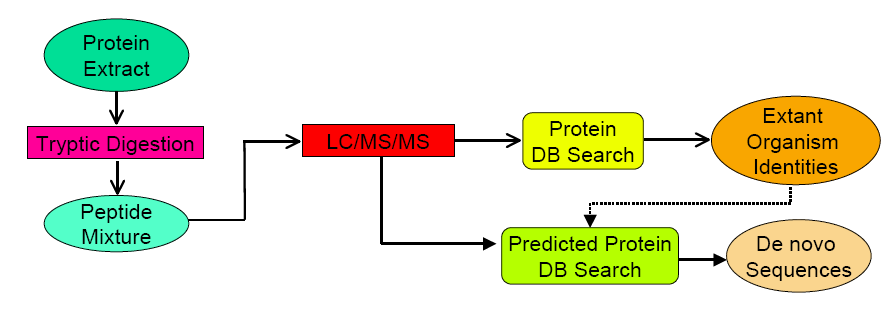 Protein
Extract
Tryptic Digestion
Peptide
Mixture
LC/MS/MS
Protein
DB Search
Extant
Organism
Identities
Predicted Protein
DB Search
De novo
Sequences